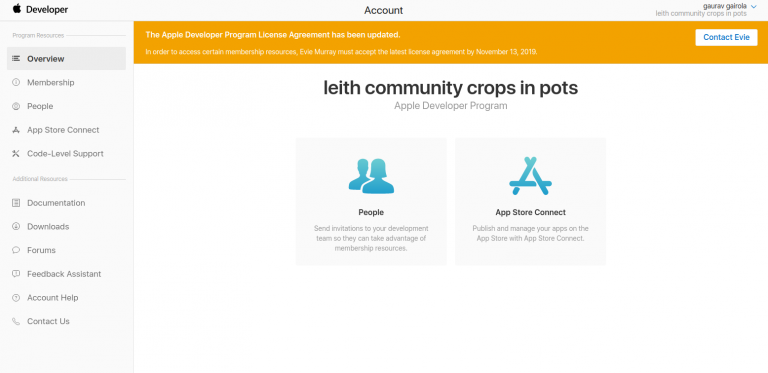 Developer
Account
gaurav gairola
leith community crops in pots
Program Resources
Overview
Membership
People
App Store Connect
Code-Level Support
Additional Resources
Documentation
Downloads
Forums
Feedback Assistant
Account Help
Contact Us
The Apple Developer Program License Agreement has been updated.
In order to access certain membership resources, Evie Murray must accept the latest license agreement by November 13, 2019.
Contact Evie
leith community crops in pots
Apple Developer Program
People
Send invitations to your development
team so they can take advantage of
membership resources.
App Store Connect
Publish and manage your apps on the
App Store with App Store Connect.